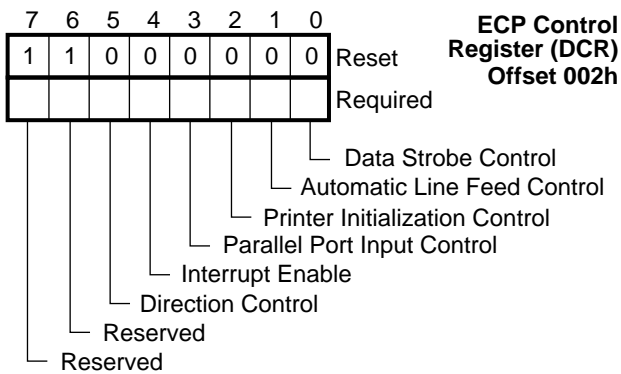 7 6 5 4 3 2 1 0
ECP Control
Register (DCR)
Offset 002h
1 1 0 0 0 0 0 0 Reset
Required
Data Strobe Control
Automatic Line Feed Control
Printer Initialization Control
Parallel Port Input Control
Interrupt Enable
Direction Control
Reserved
Reserved